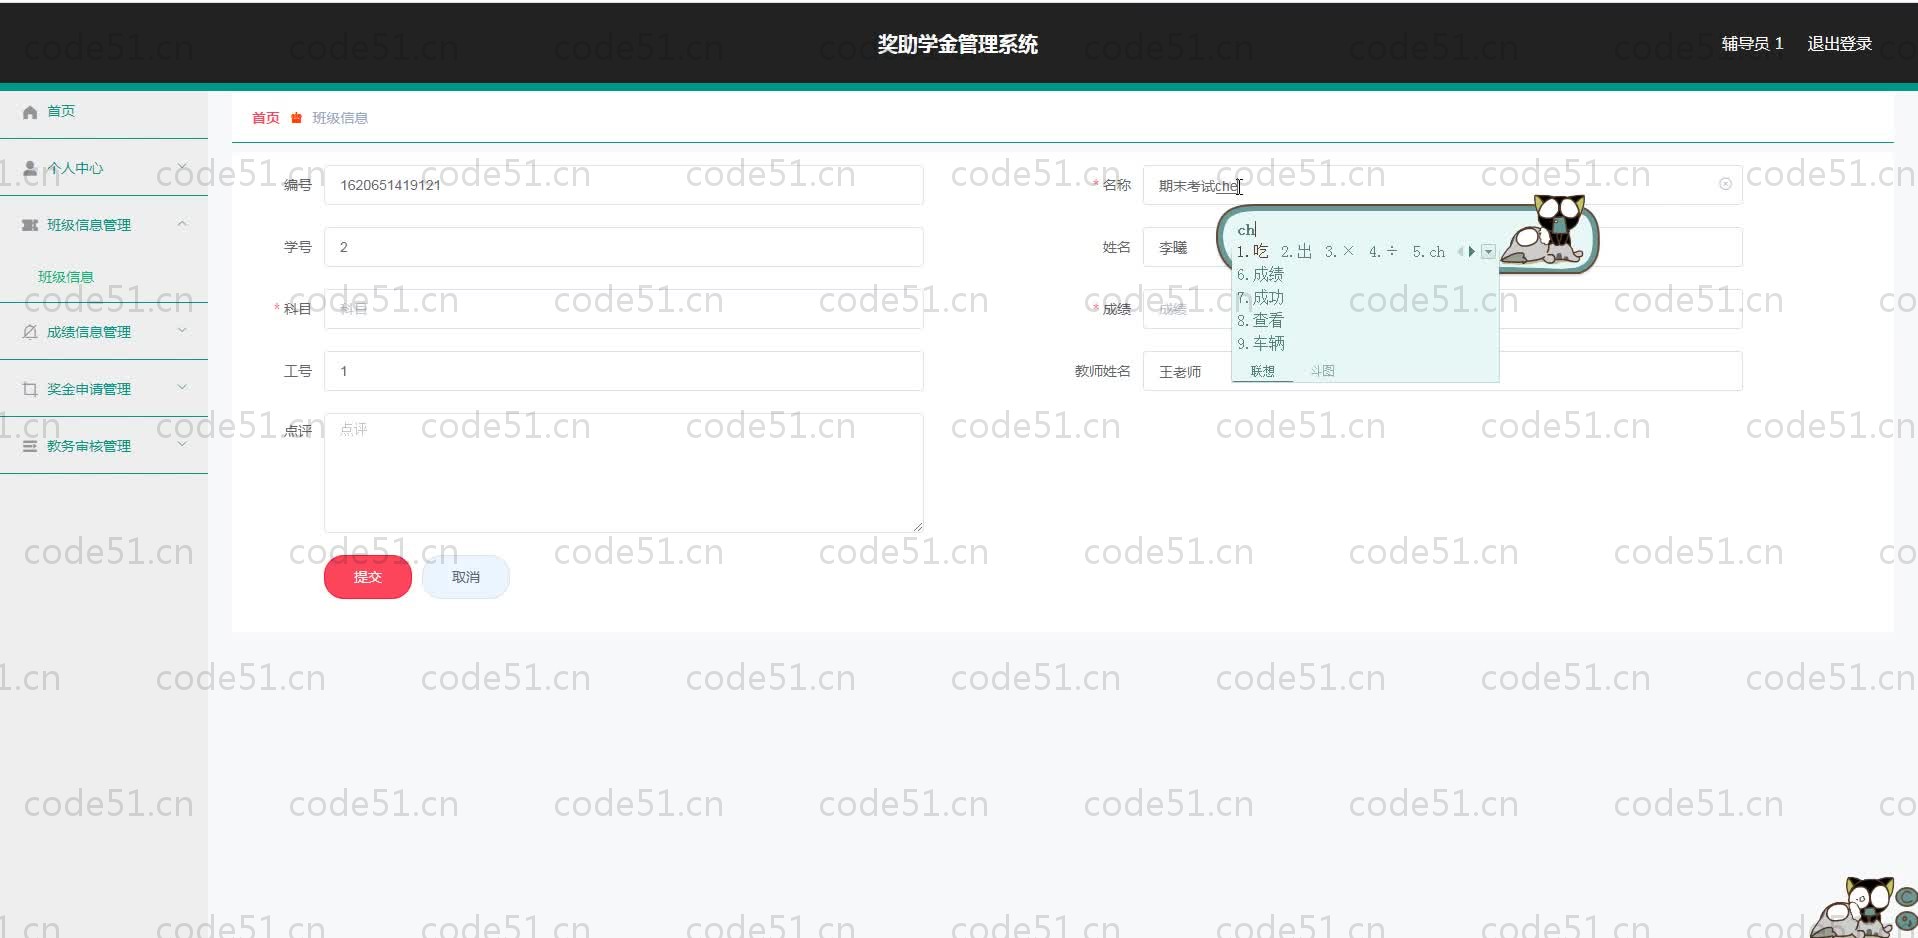 奖助学金管理系统
辅导员 1 退出登录
首页
个人中心
班级信息管理
班级信息
成绩信息管理
奖金申请管理
教务审核管理
首页 班级信息
编号 1620651419121
* 名称 期末考试che
学号 2
姓名 李曦
* 科目 科目
* 成绩 成绩
工号 1
教师姓名 王老师
点评 点评
ch
1.吃 2.出 3.× 4.÷ 5.ch
6.成绩
7.成功
8.查看
9.车辆
联想 斗图
提交 取消
code51.cn